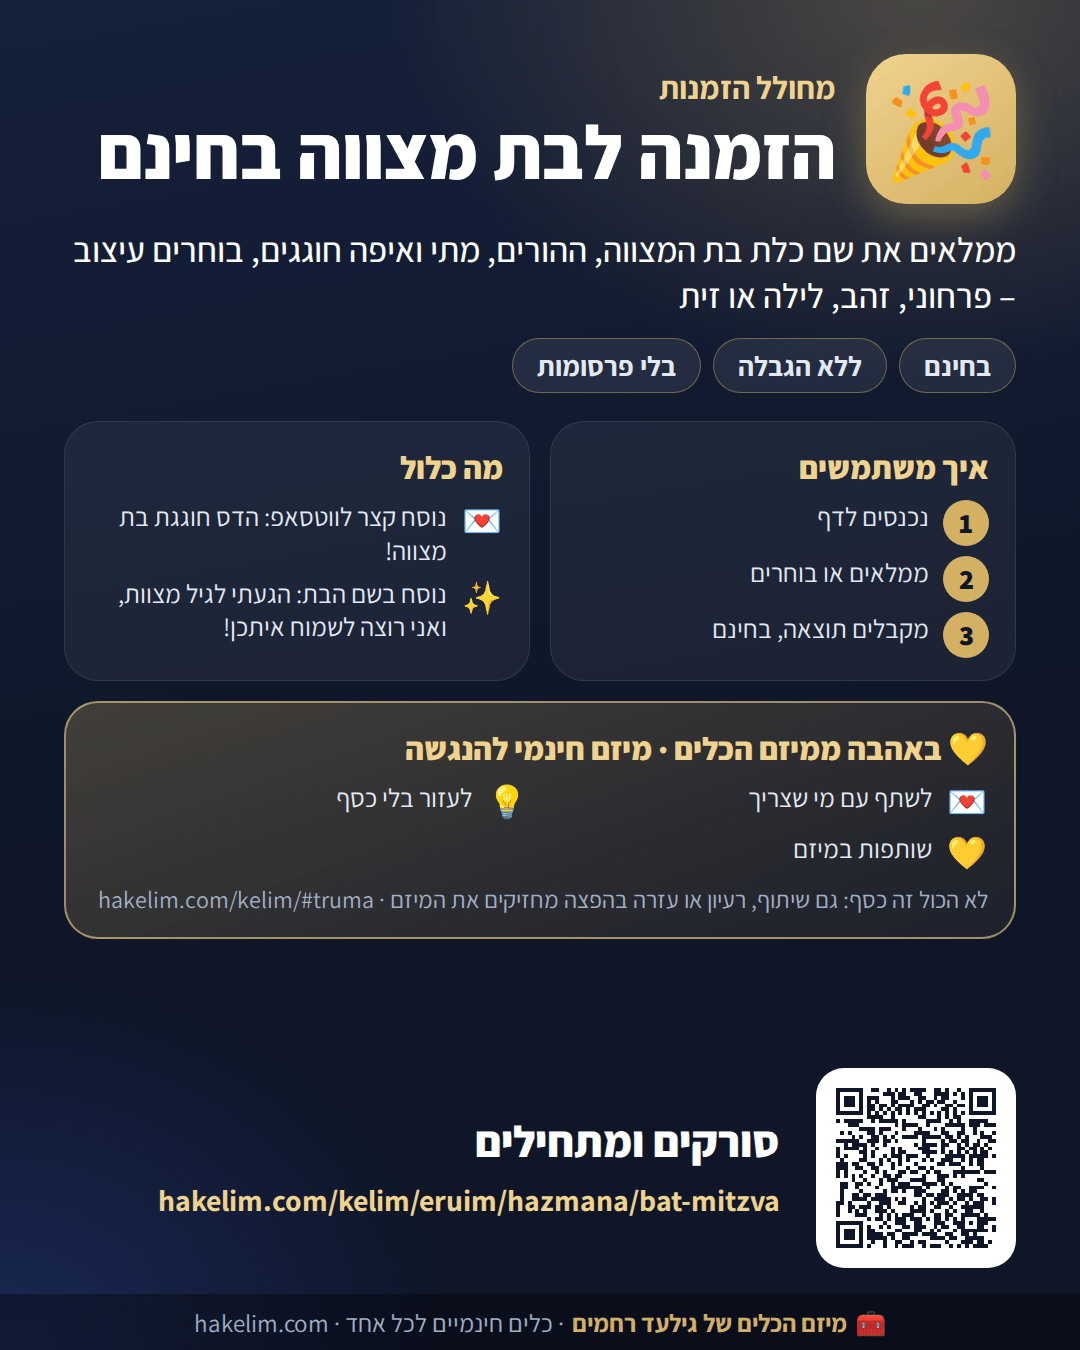 מחולל הזמנות
הזמנה לבת מצווה בחינם
ממלאים את שם כלת בת המצווה, ההורים, מתי ואיפה חוגגים, בוחרים עיצוב
– פרחוני, זהב, לילה או זית
בחינם
ללא הגבלה
בלי פרסומות
איך משתמשים
1 נכנסים לדף
2 ממלאים או בוחרים
3 מקבלים תוצאה, בחינם
מה כלול
נוסח קצר לווטסאפ: הדס חוגגת בת
מצווה!
נוסח בשם הבת: הגעתי לגיל מצוות,
ואני רוצה לשמוח איתכן!
באהבה ממיזם הכלים · מיזם חינמי להנגשה
לשתף עם מי שצריך
לעזור בלי כסף
שותפות במיזם
לא הכול זה כסף: גם שיתוף, רעיון או עזרה בהפצה מחזיקים את המיזם · hakelim.com/kelim/#truma
סורקים ומתחילים
hakelim.com/kelim/eruim/hazmana/bat-mitzva
מיזם הכלים של גילעד רחמים · כלים חינמיים לכל אחד · hakelim.com